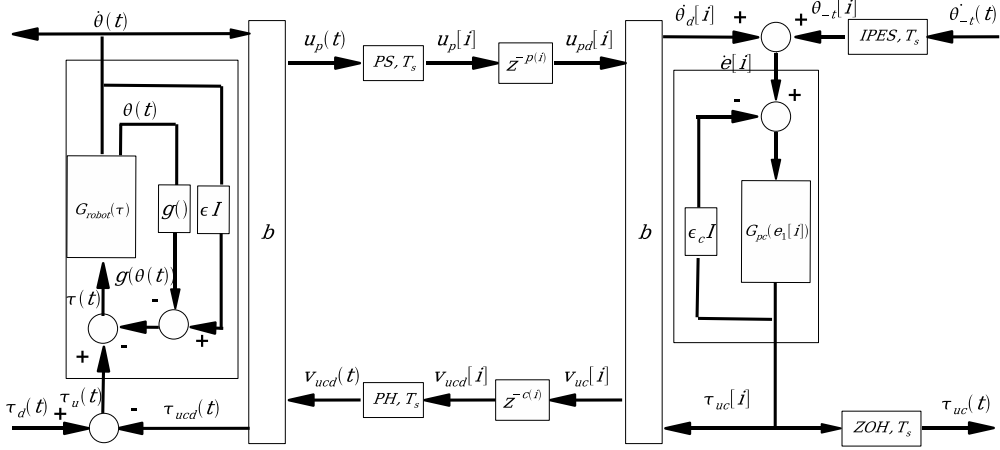 θ̇(t)
θ(t)
G_robot(τ)
g()
ϵ I
g(θ(t))
τ(t)
-
+
-
+
τ_u(t)
τ_d(t)
+
-
τ_ucd(t)
b
u_p(t)
PS, T_s
u_p[i]
z^-p(i)
u_pd[i]
v_ucd(t)
PH, T_s
v_ucd[i]
z^-c(i)
v_uc[i]
b
θ̇_d[i]
+
+
θ_-t[i]
IPES, T_s
θ̇_-t(t)
ė[i]
-
+
ϵ_c I
G_pc(e_1[i])
τ_uc[i]
ZOH, T_s
τ_uc(t)